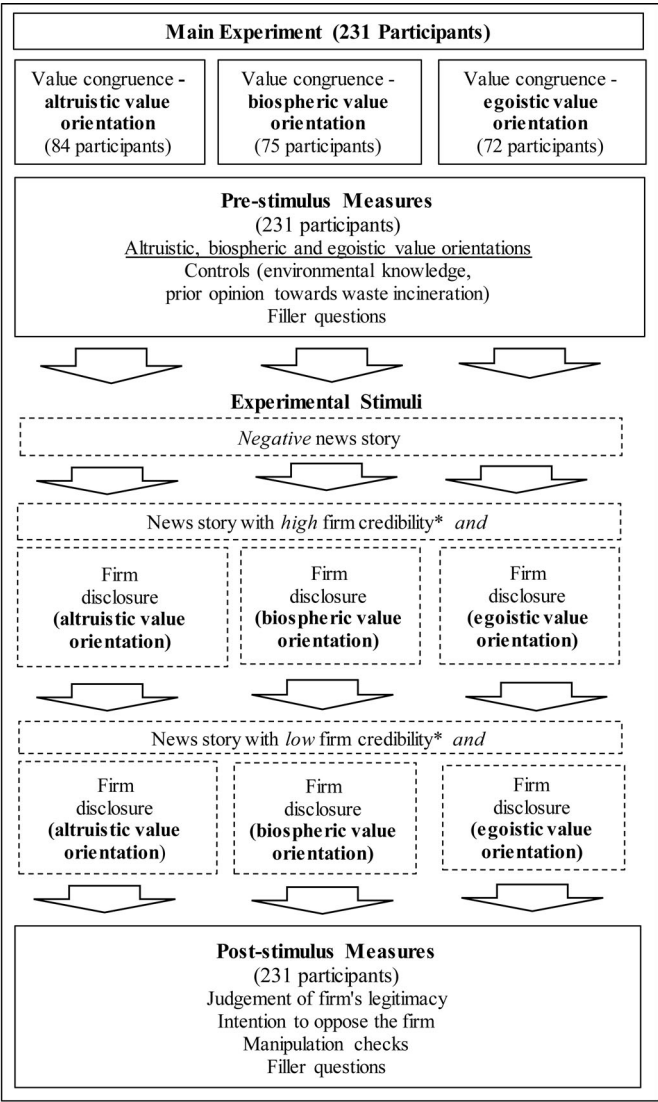 Main Experiment (231 Participants)
Value congruence -
altruistic value
orientation
(84 participants)
Value congruence -
biospheric value
orientation
(75 participants)
Value congruence -
egoistic value
orientation
(72 participants)
Pre-stimulus Measures
(231 participants)
Altruistic, biospheric and egoistic value orientations
Controls (environmental knowledge,
prior opinion towards waste incineration)
Filler questions
Experimental Stimuli
Negative news story
News story with high firm credibility* and
Firm
disclosure
(altruistic value
orientation)
Firm
disclosure
(biospheric value
orientation)
Firm
disclosure
(egoistic value
orientation)
News story with low firm credibility* and
Firm
disclosure
(altruistic value
orientation)
Firm
disclosure
(biospheric value
orientation)
Firm
disclosure
(egoistic value
orientation)
Post-stimulus Measures
(231 participants)
Judgement of firm's legitimacy
Intention to oppose the firm
Manipulation checks
Filler questions